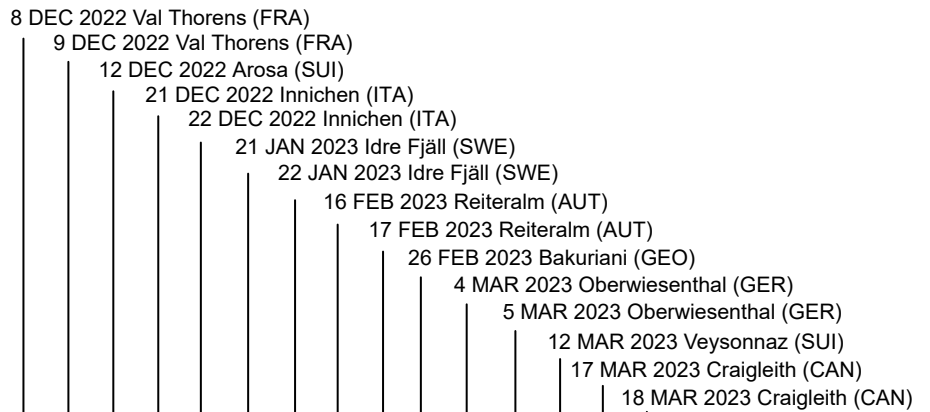 8 DEC 2022 Val Thorens (FRA)
9 DEC 2022 Val Thorens (FRA)
12 DEC 2022 Arosa (SUI)
21 DEC 2022 Innichen (ITA)
22 DEC 2022 Innichen (ITA)
21 JAN 2023 Idre Fjäll (SWE)
22 JAN 2023 Idre Fjäll (SWE)
16 FEB 2023 Reiteralm (AUT)
17 FEB 2023 Reiteralm (AUT)
26 FEB 2023 Bakuriani (GEO)
4 MAR 2023 Oberwiesenthal (GER)
5 MAR 2023 Oberwiesenthal (GER)
12 MAR 2023 Veysonnaz (SUI)
17 MAR 2023 Craigleith (CAN)
18 MAR 2023 Craigleith (CAN)